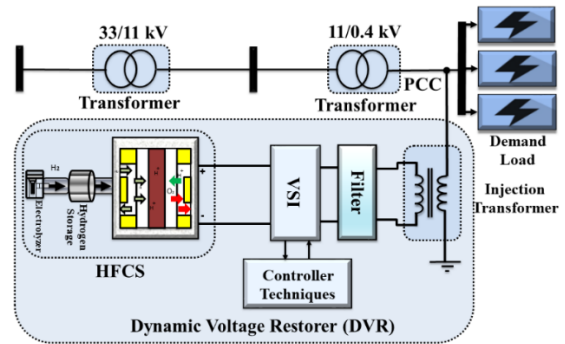 33/11 kV
11/0.4 kV
Transformer
Transformer
PCC
Demand
Load
Injection
Transformer
H₂
Electrolyzer
Hydrogen
Storage
O₂
+
-
HFCS
VSI
Filter
Controller
Techniques
Dynamic Voltage Restorer (DVR)